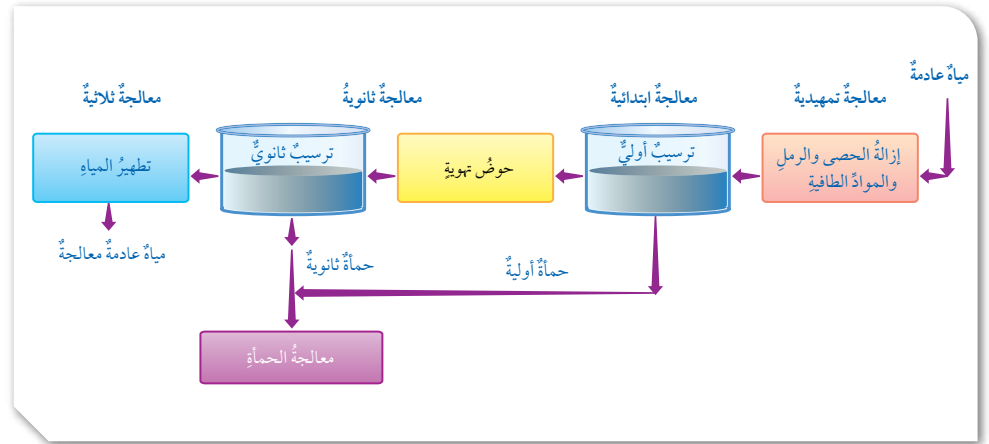 مياهٌ عادمةٌ
معالجةٌ تمهيديةٌ
معالجةٌ ابتدائيةٌ
معالجةٌ ثانويةُ
معالجةٌ ثلاثيةٌ
إزالةُ الحصى والرملِ
والموادِّ الطافيةِ
ترسيبٌ أوليٌّ
حوضُ تهويةٍ
ترسيبٌ ثانويٌّ
تطهيرُ المياهِ
مياهٌ عادمةٌ معالجةٌ
حمأةٌ أوليةٌ
حمأةٌ ثانويةٌ
معالجةُ الحمأةِ